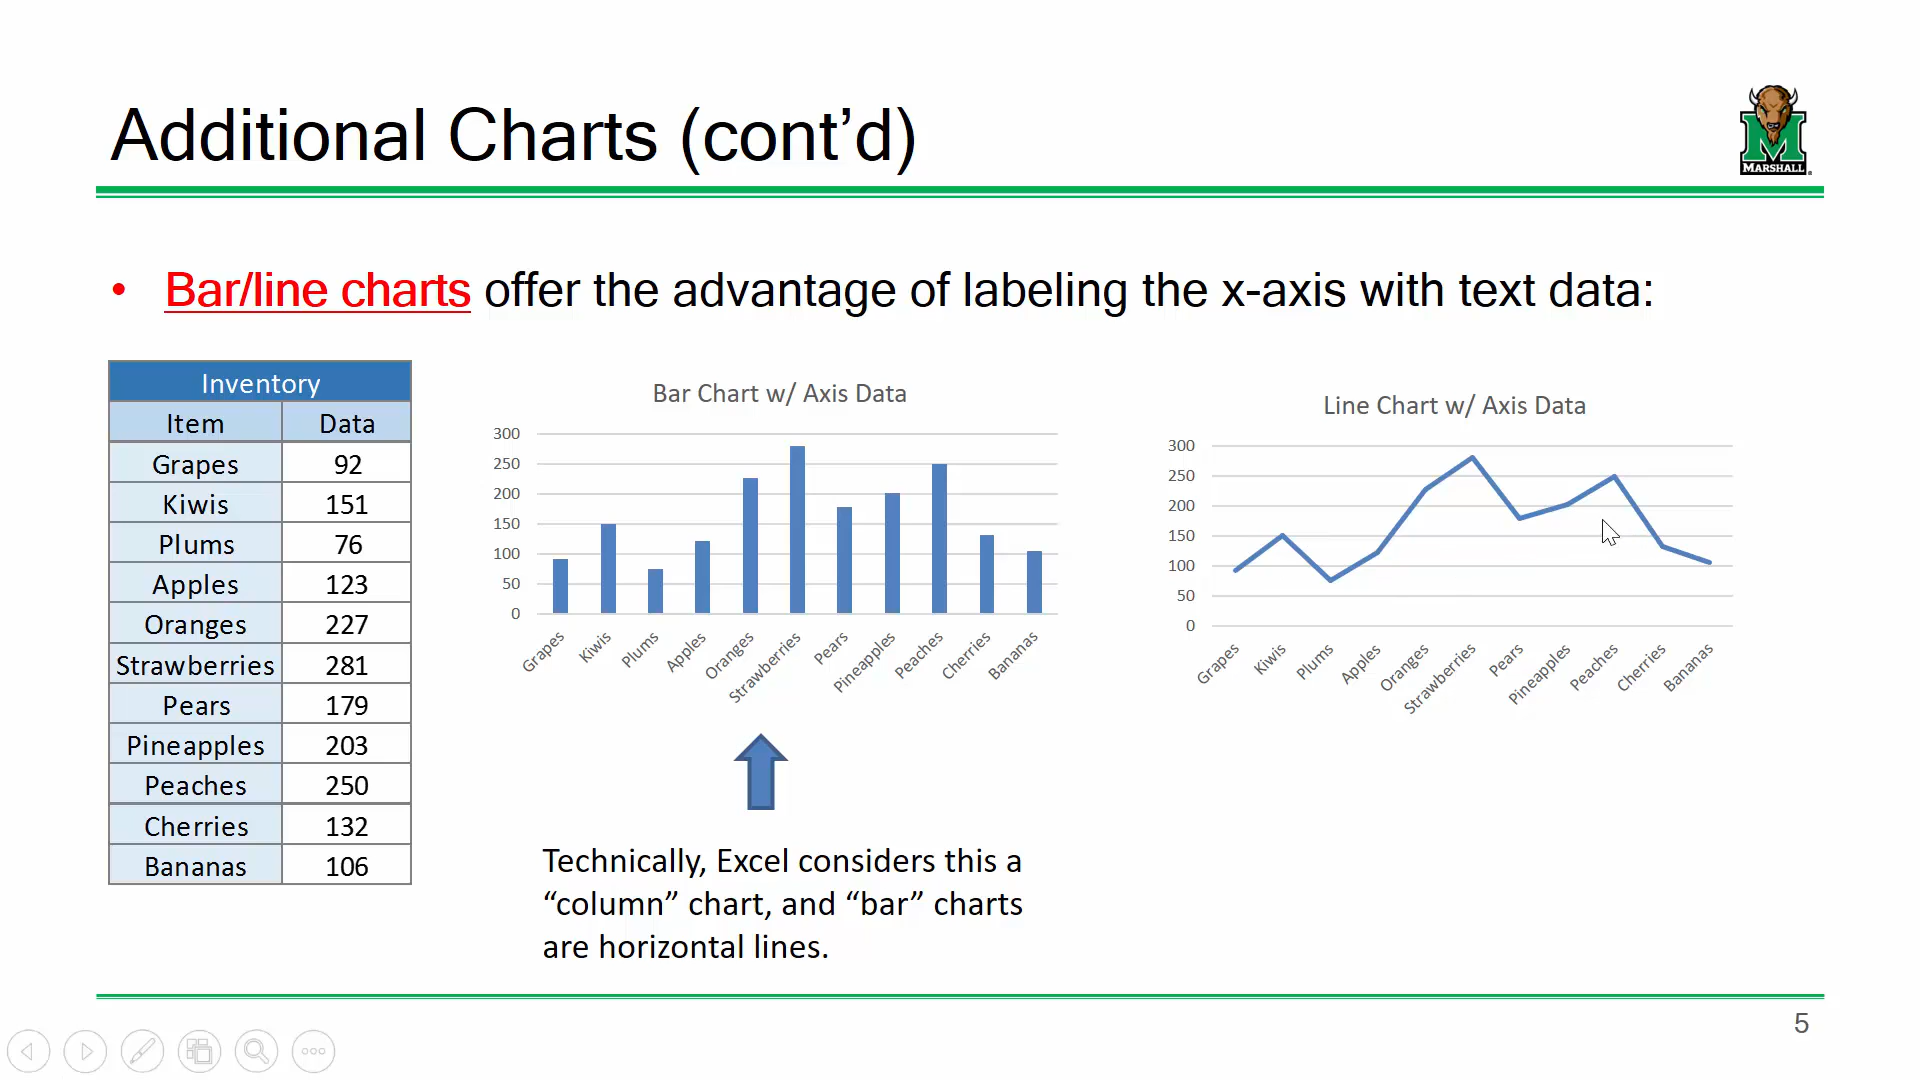 Additional Charts (cont’d)
MARSHALL
• Bar/line charts offer the advantage of labeling the x-axis with text data:
Inventory
Item Data
Grapes 92
Kiwis 151
Plums 76
Apples 123
Oranges 227
Strawberries 281
Pears 179
Pineapples 203
Peaches 250
Cherries 132
Bananas 106
Bar Chart w/ Axis Data
300
250
200
150
100
50
0
Grapes Kiwis Plums Apples Oranges Strawberries Pears Pineapples Peaches Cherries Bananas
Technically, Excel considers this a
“column” chart, and “bar” charts
are horizontal lines.
Line Chart w/ Axis Data
300
250
200
150
100
50
0
Grapes Kiwis Plums Apples Oranges Strawberries Pears Pineapples Peaches Cherries Bananas
5